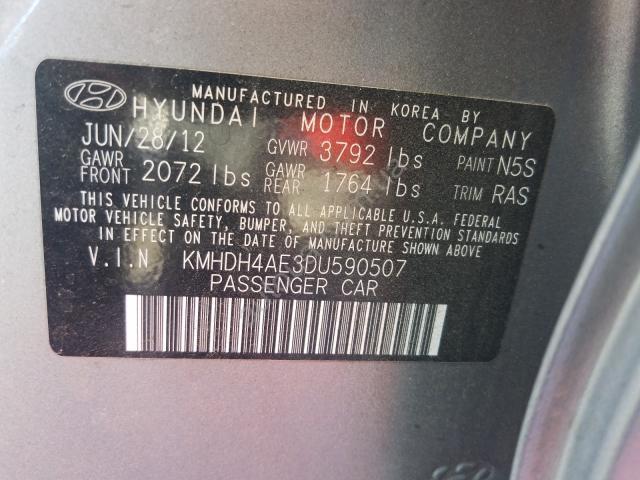 MANUFACTURED IN KOREA BY
HYUNDAI MOTOR COMPANY
JUN/28/12 GVWR 3792 lbs PAINT N5S
GAWR FRONT 2072 lbs GAWR REAR 1764 lbs TRIM RAS
THIS VEHICLE CONFORMS TO ALL APPLICABLE U.S.A. FEDERAL
MOTOR VEHICLE SAFETY, BUMPER, AND THEFT PREVENTION STANDARDS
IN EFFECT ON THE DATE OF MANUFACTURE SHOWN ABOVE
V.I.N KMHDH4AE3DU590507
PASSENGER CAR